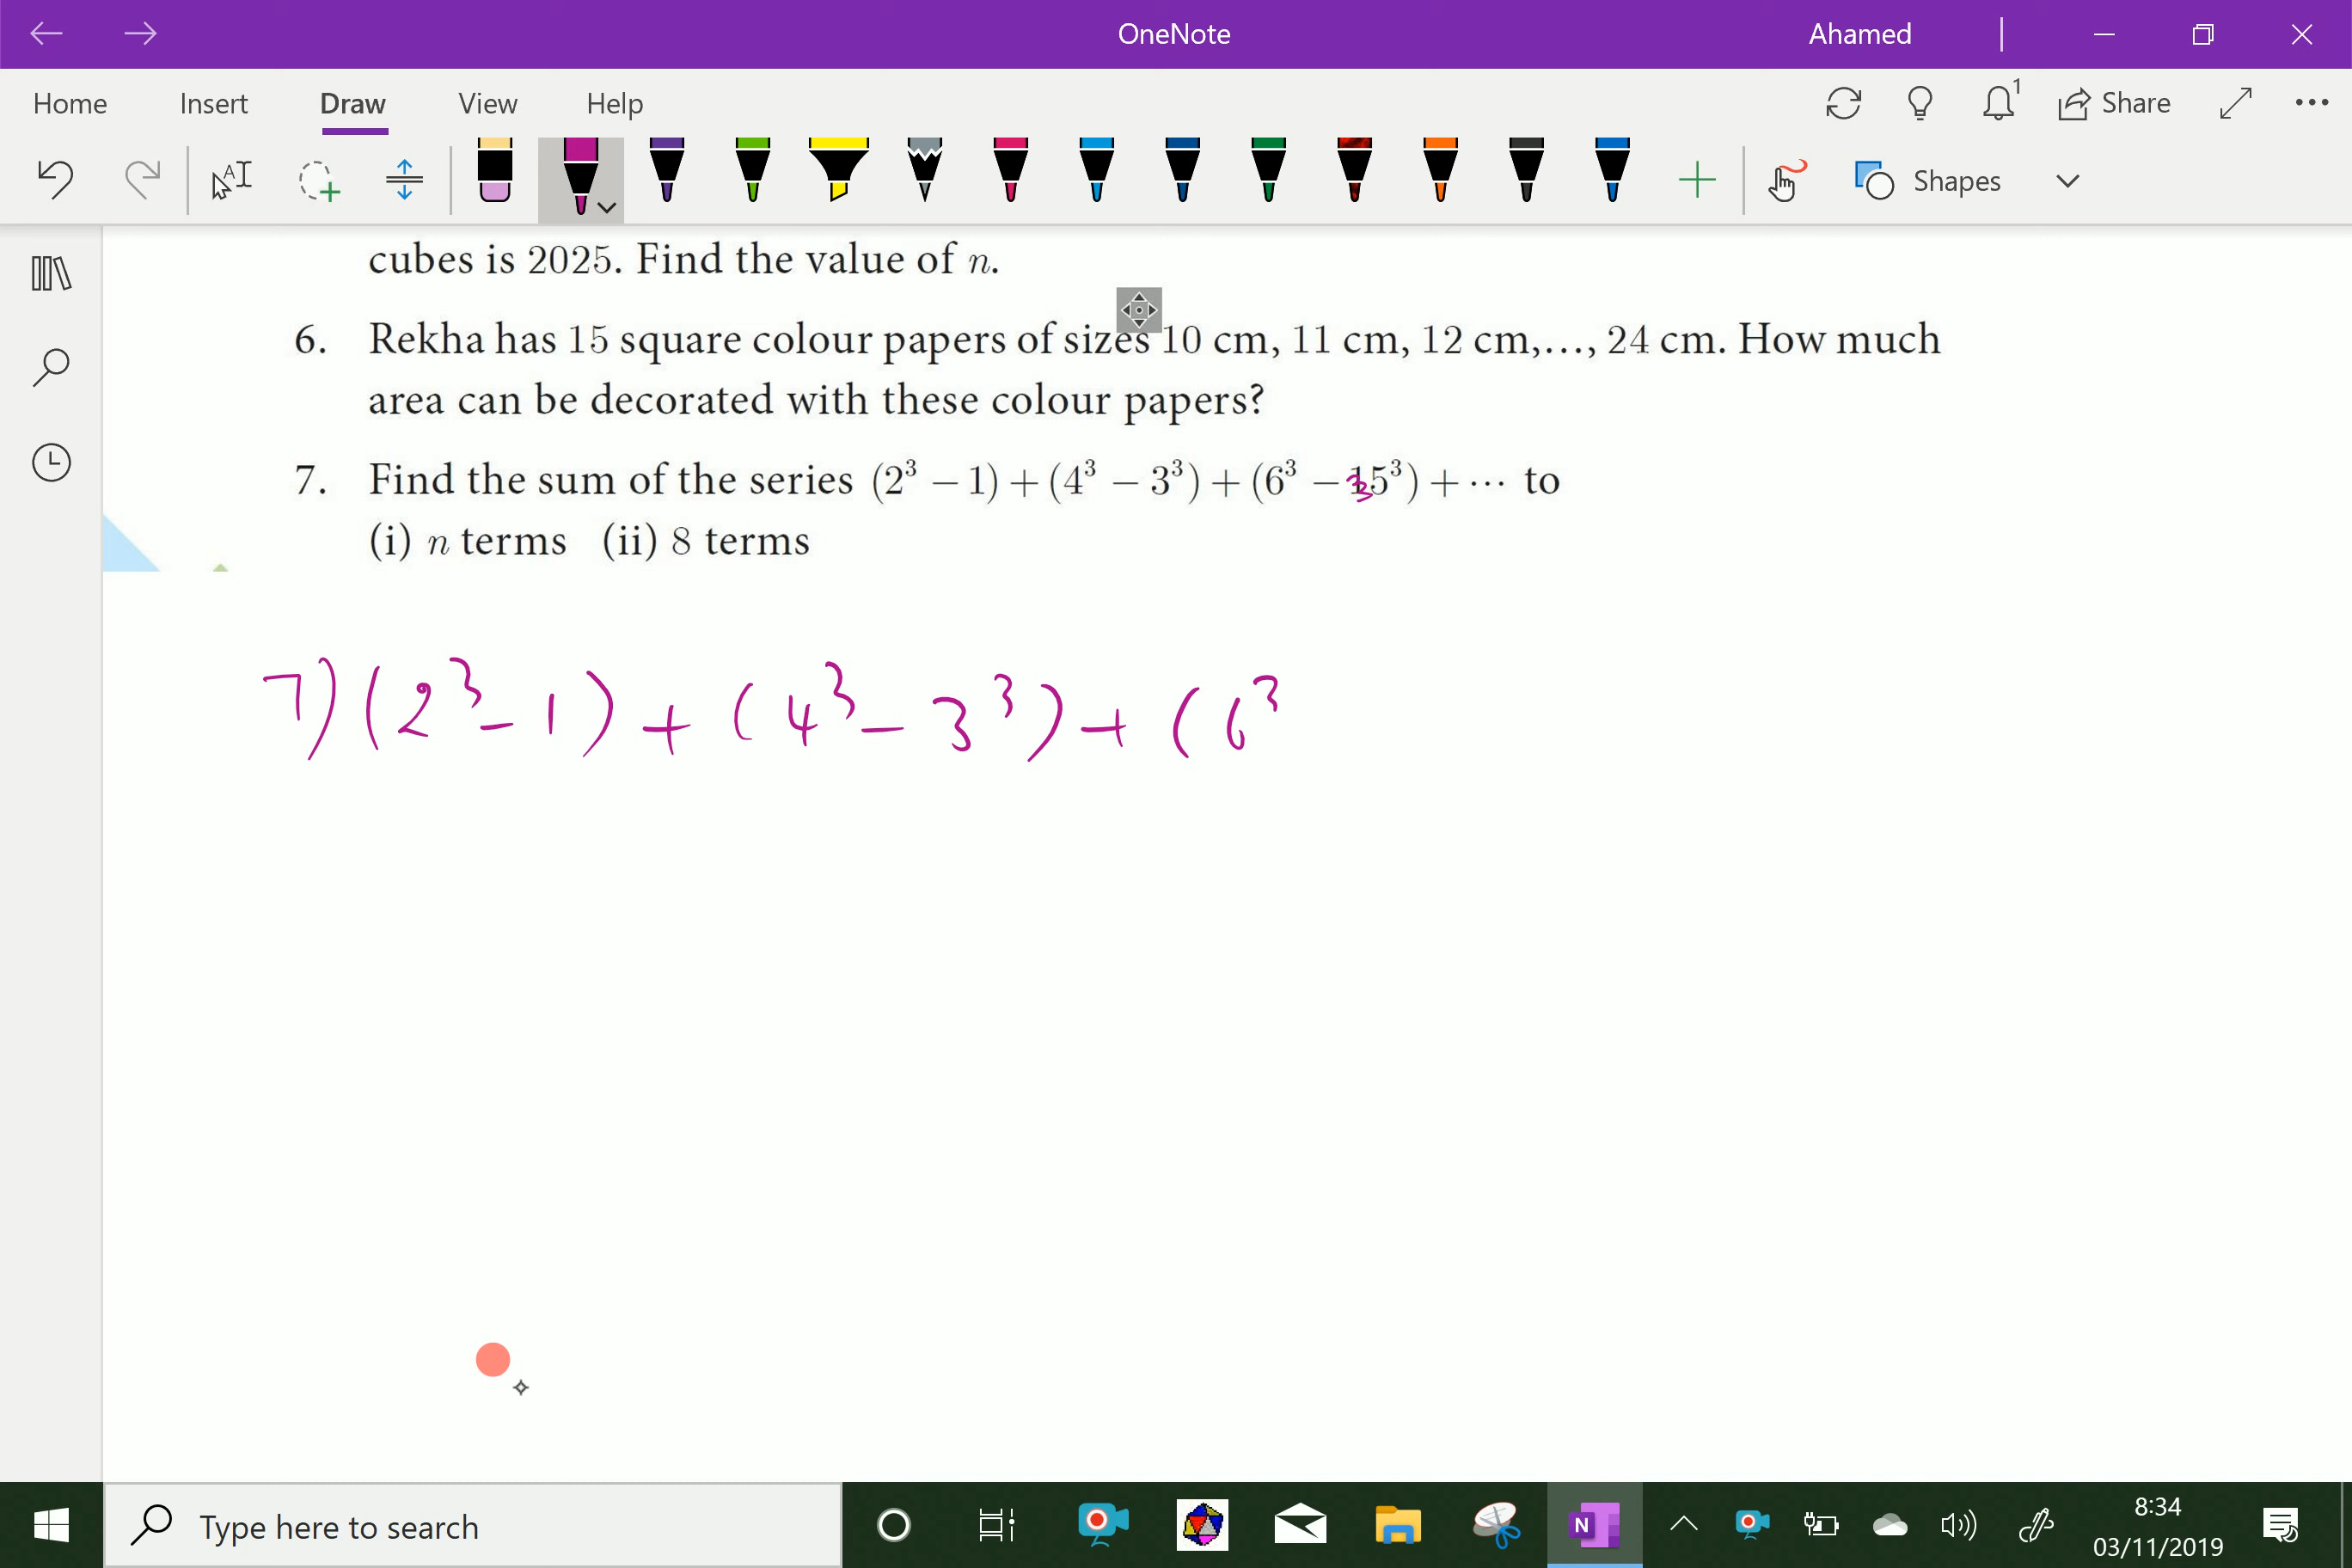 OneNote
Ahamed
Home Insert Draw View Help
1 Share
Shapes
cubes is 2025. Find the value of n.
6. Rekha has 15 square colour papers of sizes 10 cm, 11 cm, 12 cm,..., 24 cm. How much
area can be decorated with these colour papers?
7. Find the sum of the series (2³ − 1) + (4³ − 3³) + (6³ − 15³) + ⋯ to
(i) n terms (ii) 8 terms
7) (2³ - 1) + (4³ - 3³) + (6³
Type here to search
8:34
03/11/2019